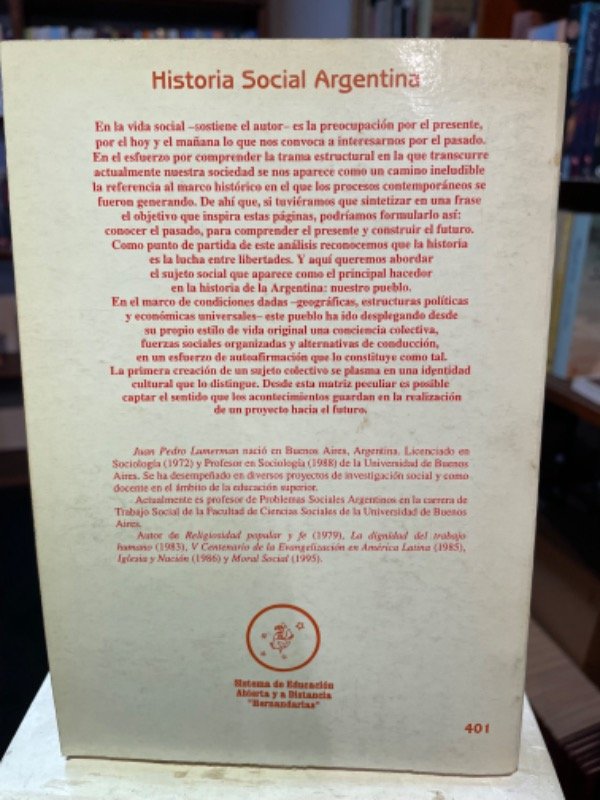 Historia Social Argentina
En la vida social –sostiene el autor– es la preocupación por el presente,
por el hoy y el mañana lo que nos convoca a interesarnos por el pasado.
En el esfuerzo por comprender la trama estructural en la que transcurre
actualmente nuestra sociedad se nos aparece como un camino ineludible
la referencia al marco histórico en el que los procesos contemporáneos se
fueron generando. De ahí que, si tuviéramos que sintetizar en una frase
el objetivo que inspira estas páginas, podríamos formularlo así:
conocer el pasado, para comprender el presente y construir el futuro.
Como punto de partida de este análisis reconocemos que la historia
es la lucha entre libertades. Y aquí queremos abordar
el sujeto social que aparece como el principal hacedor
en la historia de la Argentina: nuestro pueblo.
En el marco de condiciones dadas –geográficas, estructuras políticas
y económicas universales– este pueblo ha ido desplegando desde
su propio estilo de vida original una conciencia colectiva,
fuerzas sociales organizadas y alternativas de conducción,
en un esfuerzo de autoafirmación que lo constituye como tal.
La primera creación de un sujeto colectivo se plasma en una identidad
cultural que lo distingue. Desde esta matriz peculiar es posible
captar el sentido que los acontecimientos guardan en la realización
de un proyecto hacia el futuro.
Juan Pedro Lumerman nació en Buenos Aires, Argentina. Licenciado en
Sociología (1972) y Profesor en Sociología (1988) de la Universidad de Buenos
Aires. Se ha desempeñado en diversos proyectos de investigación social y como
docente en el ámbito de la educación superior.
Actualmente es profesor de Problemas Sociales Argentinos en la carrera de
Trabajo Social de la Facultad de Ciencias Sociales de la Universidad de Buenos
Aires.
Autor de Religiosidad popular y fe (1979), La dignidad del trabajo
humano (1983), V Centenario de la Evangelización en América Latina (1985),
Iglesia y Nación (1986) y Moral Social (1995).
Sistema de Educación
Abierta y a Distancia
"Hernandarias"
401